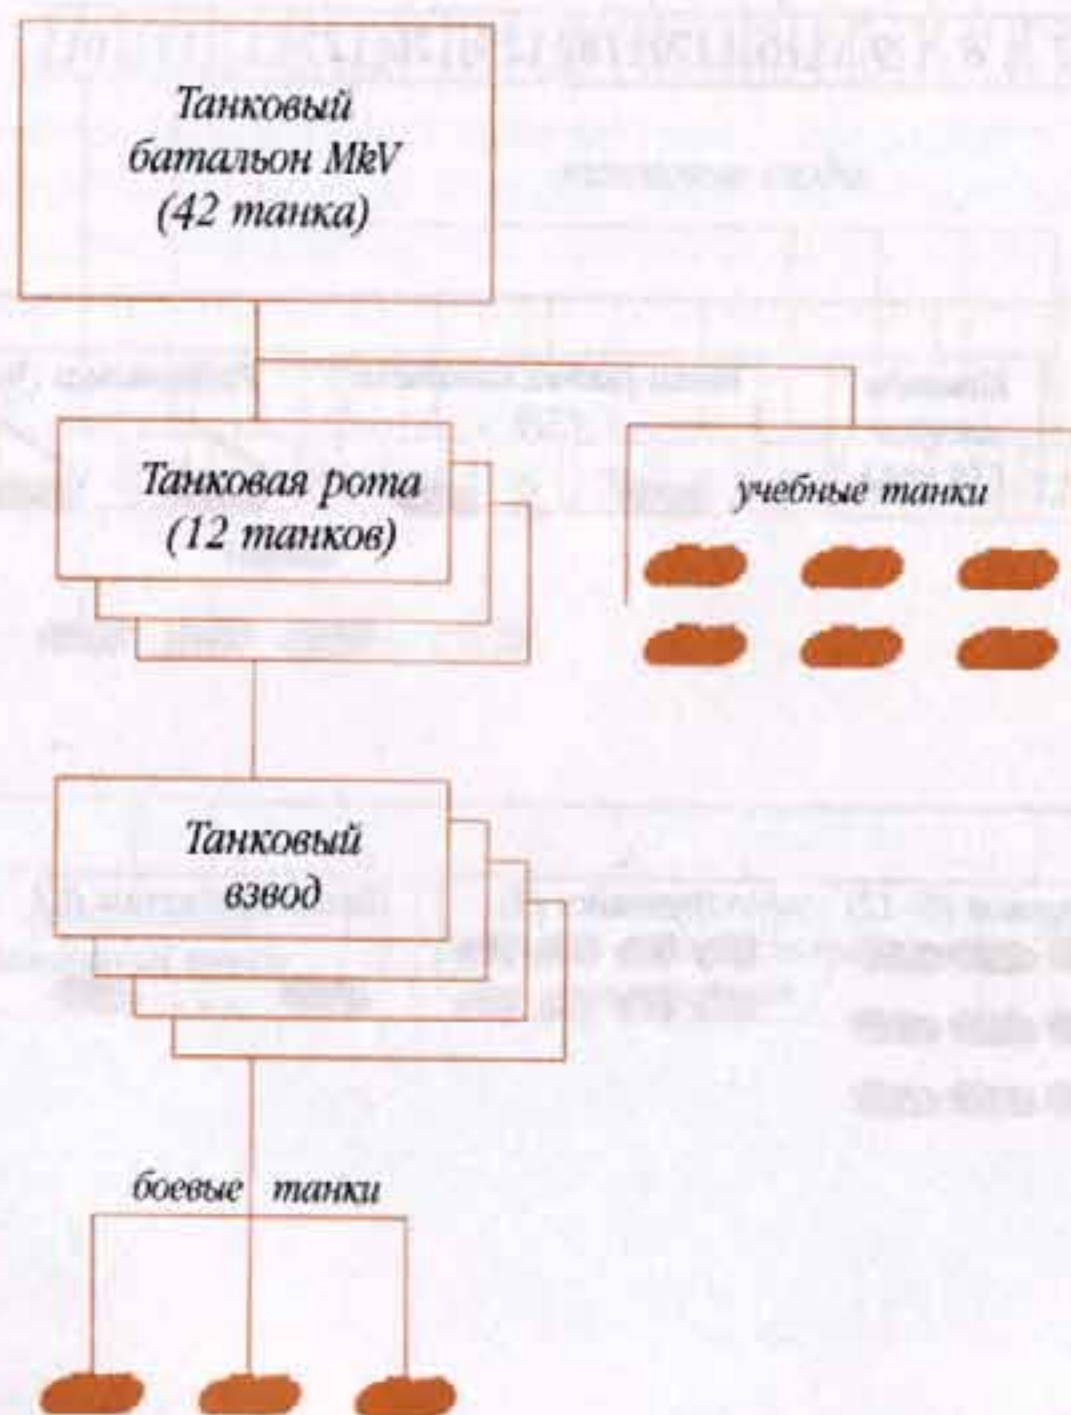 Танковый
батальон MkV
(42 танка)
Танковая рота
(12 танков)
учебные танки
Танковый
взвод
боевые танки